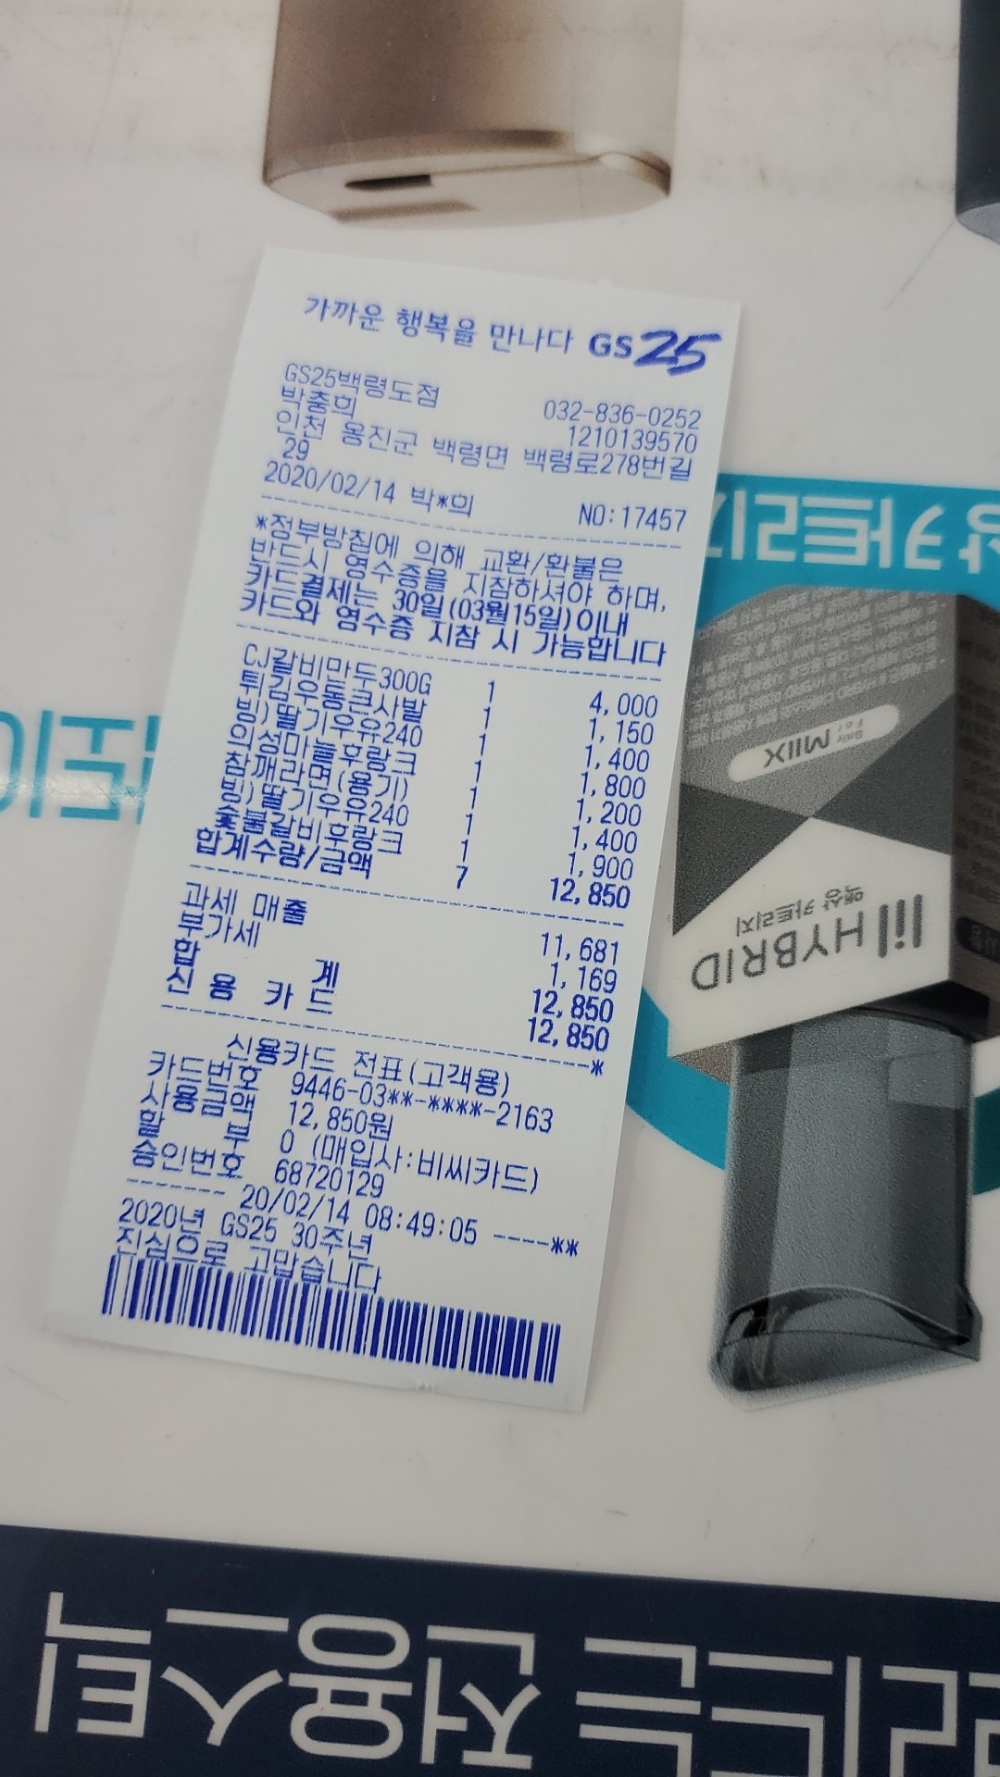 가까운 행복을 만나다 GS25
GS25백령도점 032-836-0252
박충희 1210139570
인천 옹진군 백령면 백령로278번길
29
2020/02/14 박*희 NO:17457
*정부방침에 의해 교환/환불은
반드시 영수증을 지참하셔야 하며,
카드결제는 30일(03월15일)이내
카드와 영수증 지참 시 가능합니다
CJ갈비만두300G 1 4,000
튀김우동큰사발 1 1,150
빙)딸기우유240 1 1,400
의성마늘후랑크 1 1,800
참깨라면(용기) 1 1,200
빙)딸기우유240 1 1,400
숯불갈비후랑크 1 1,900
합계수량/금액 7 12,850
과세 매출 11,681
부가세 1,169
합 계 12,850
신 용 카 드 12,850
신용카드 전표(고객용)
카드번호 9446-03**-****-2163
사용금액 12,850원
할 부 0 (매입사:비씨카드)
승인번호 68720129
------- 20/02/14 08:49:05 ----**
2020년 GS25 30주년
진심으로 고맙습니다
lil HYBRID
액상 카트리지
MIIX
상 카트리지
전용스틱